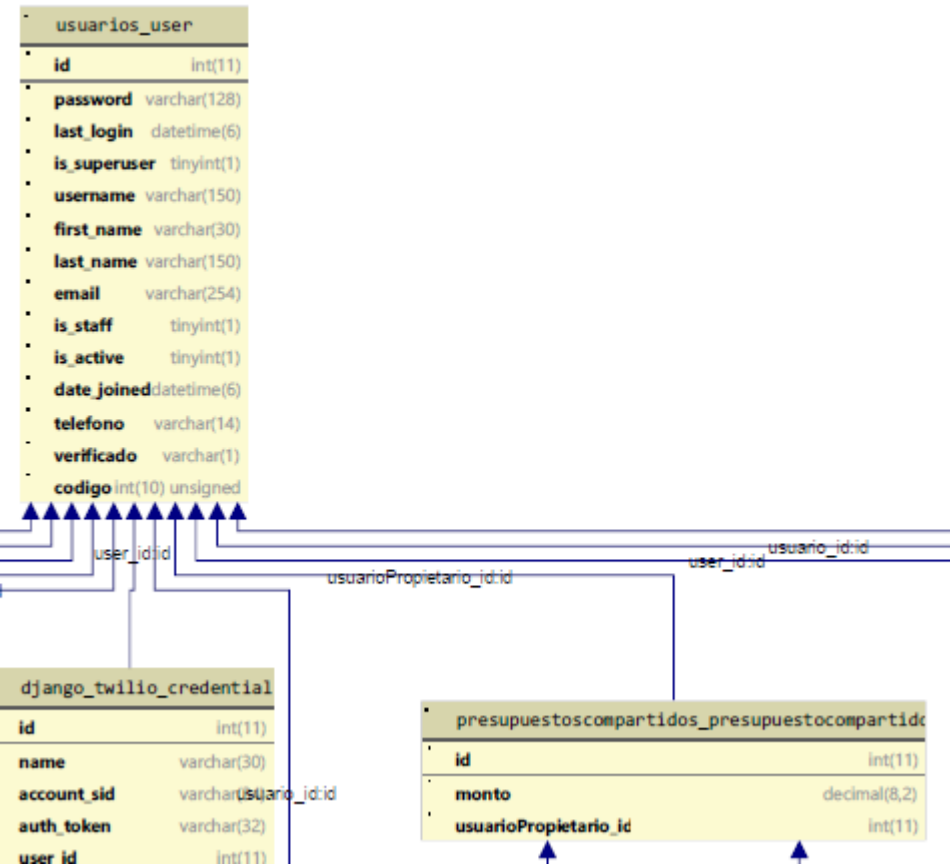 usuarios_user
id int(11)
password varchar(128)
last_login datetime(6)
is_superuser tinyint(1)
username varchar(150)
first_name varchar(30)
last_name varchar(150)
email varchar(254)
is_staff tinyint(1)
is_active tinyint(1)
date_joined datetime(6)
telefono varchar(14)
verificado varchar(1)
codigo int(10) unsigned
usuario_id:id
user_id:id
user_id:id
usuarioPropietario_id:id
django_twilio_credential
id int(11)
name varchar(30)
account_sid
usuario_id:id
auth_token varchar(32)
user_id int(11)
presupuestoscompartidos_presupuestocompartido
id int(11)
monto decimal(8,2)
usuarioPropietario_id int(11)